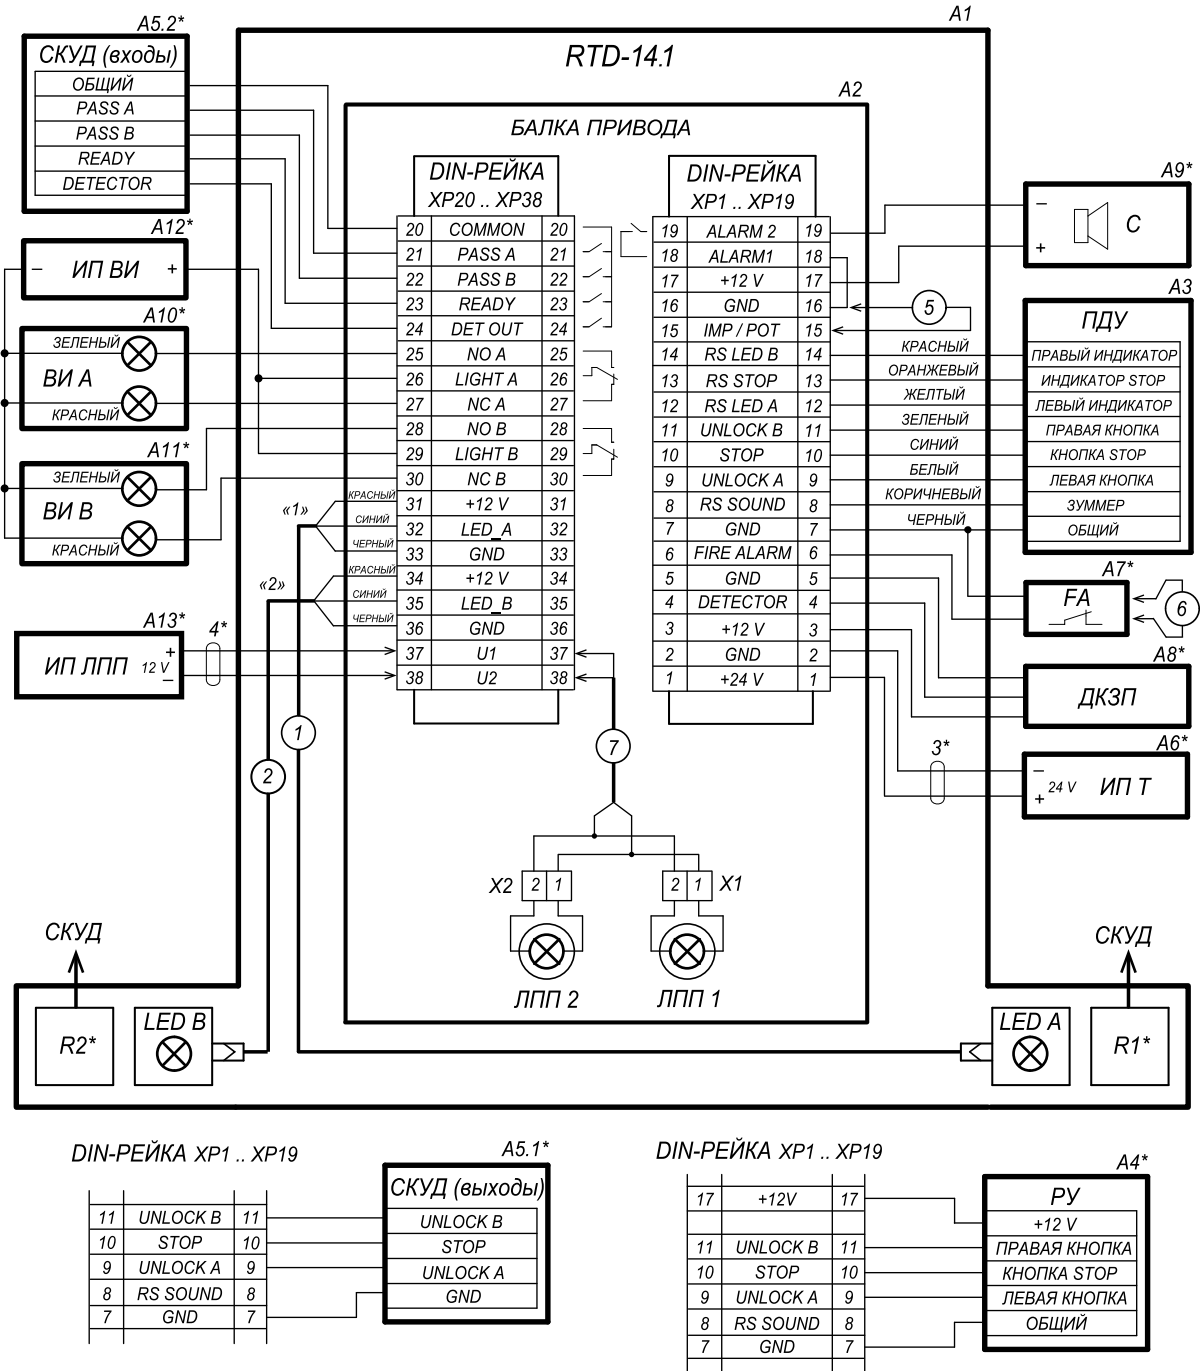 A1
RTD-14.1
A5.2*
СКУД (входы)
ОБЩИЙ
PASS A
PASS B
READY
DETECTOR
A12*
– ИП ВИ +
A10*
ЗЕЛЕНЫЙ
ВИ А
КРАСНЫЙ
A11*
ЗЕЛЕНЫЙ
ВИ В
КРАСНЫЙ
A13*
4*
ИП ЛПП 12 V + –
A2
БАЛКА ПРИВОДА
DIN-РЕЙКА
XP20 .. XP38
20 COMMON 20
21 PASS A 21
22 PASS B 22
23 READY 23
24 DET OUT 24
25 NO A 25
26 LIGHT A 26
27 NC A 27
28 NO B 28
29 LIGHT B 29
30 NC B 30
31 +12 V 31
32 LED_A 32
33 GND 33
34 +12 V 34
35 LED_B 35
36 GND 36
37 U1 37
38 U2 38
«1»
КРАСНЫЙ
СИНИЙ
ЧЕРНЫЙ
«2»
КРАСНЫЙ
СИНИЙ
ЧЕРНЫЙ
1
2
DIN-РЕЙКА
XP1 .. XP19
19 ALARM 2 19
18 ALARM1 18
17 +12 V 17
16 GND 16
15 IMP / POT 15
14 RS LED B 14
13 RS STOP 13
12 RS LED A 12
11 UNLOCK B 11
10 STOP 10
9 UNLOCK A 9
8 RS SOUND 8
7 GND 7
6 FIRE ALARM 6
5 GND 5
4 DETECTOR 4
3 +12 V 3
2 GND 2
1 +24 V 1
5
КРАСНЫЙ
ОРАНЖЕВЫЙ
ЖЕЛТЫЙ
ЗЕЛЕНЫЙ
СИНИЙ
БЕЛЫЙ
КОРИЧНЕВЫЙ
ЧЕРНЫЙ
A9*
–
С
+
A3
ПДУ
ПРАВЫЙ ИНДИКАТОР
ИНДИКАТОР STOP
ЛЕВЫЙ ИНДИКАТОР
ПРАВАЯ КНОПКА
КНОПКА STOP
ЛЕВАЯ КНОПКА
ЗУММЕР
ОБЩИЙ
A7*
FA
6
A8*
ДКЗП
3*
A6*
– + 24 V ИП Т
7
X2 2 1
2 1 X1
ЛПП 2
ЛПП 1
СКУД
R2*
LED B
LED A
СКУД
R1*
DIN-РЕЙКА XP1 .. XP19
11 UNLOCK B 11
10 STOP 10
9 UNLOCK A 9
8 RS SOUND 8
7 GND 7
A5.1*
СКУД (выходы)
UNLOCK B
STOP
UNLOCK A
GND
DIN-РЕЙКА XP1 .. XP19
17 +12V 17
11 UNLOCK B 11
10 STOP 10
9 UNLOCK A 9
8 RS SOUND 8
7 GND 7
A4*
РУ
+12 V
ПРАВАЯ КНОПКА
КНОПКА STOP
ЛЕВАЯ КНОПКА
ОБЩИЙ